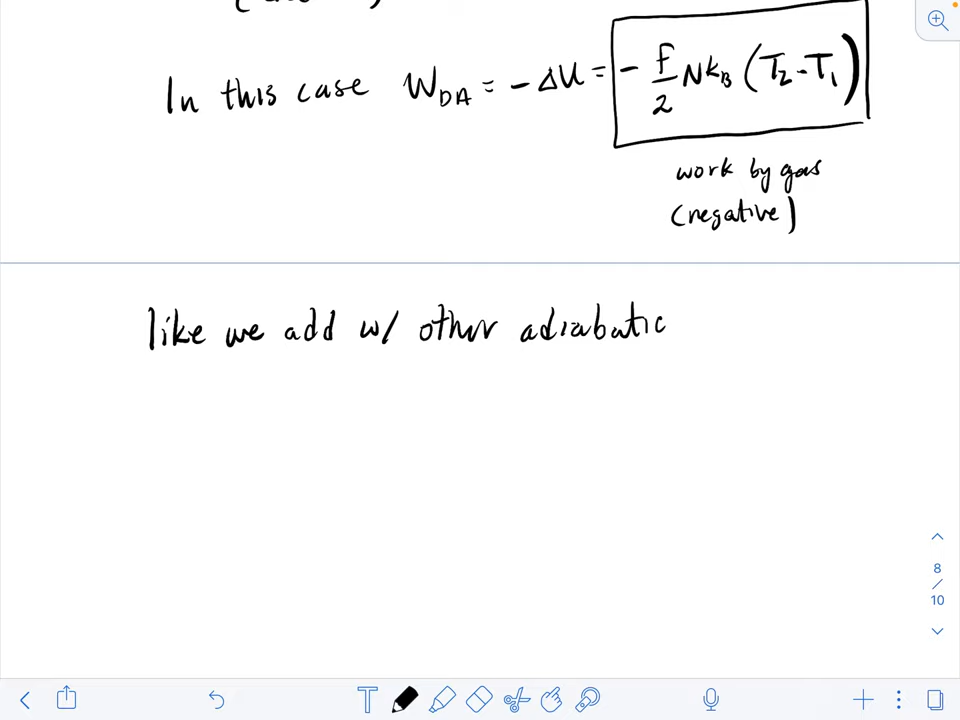 In this case W_DA = -ΔU = - f/2 N k_B (T_2 - T_1)
work by gas
(negative)
like we add w/ other adiabatic
8
/
10